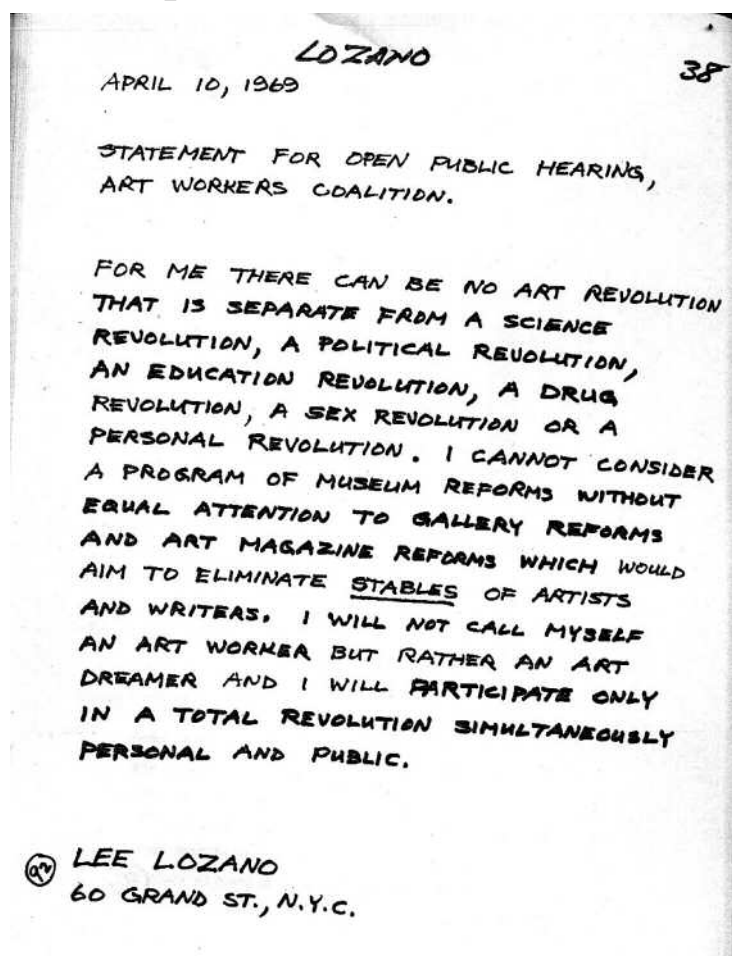 LOZANO
38
APRIL 10, 1969
STATEMENT FOR OPEN PUBLIC HEARING,
ART WORKERS COALITION.
FOR ME THERE CAN BE NO ART REVOLUTION
THAT IS SEPARATE FROM A SCIENCE
REVOLUTION, A POLITICAL REVOLUTION,
AN EDUCATION REVOLUTION, A DRUG
REVOLUTION, A SEX REVOLUTION OR A
PERSONAL REVOLUTION. I CANNOT CONSIDER
A PROGRAM OF MUSEUM REFORMS WITHOUT
EQUAL ATTENTION TO GALLERY REFORMS
AND ART MAGAZINE REFORMS WHICH WOULD
AIM TO ELIMINATE STABLES OF ARTISTS
AND WRITERS. I WILL NOT CALL MYSELF
AN ART WORKER BUT RATHER AN ART
DREAMER AND I WILL PARTICIPATE ONLY
IN A TOTAL REVOLUTION SIMULTANEOUSLY
PERSONAL AND PUBLIC.
92 LEE LOZANO
60 GRAND ST., N.Y.C.